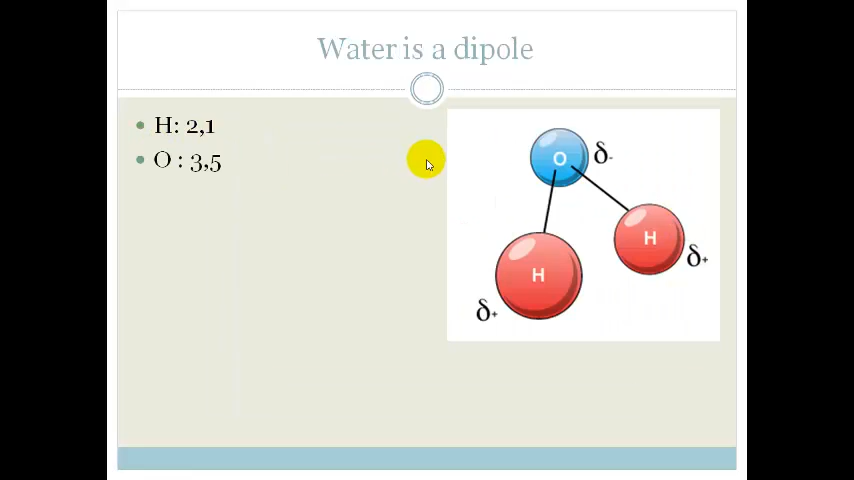 Water is a dipole
H: 2,1
O : 3,5
O δ-
H δ+
H
δ+